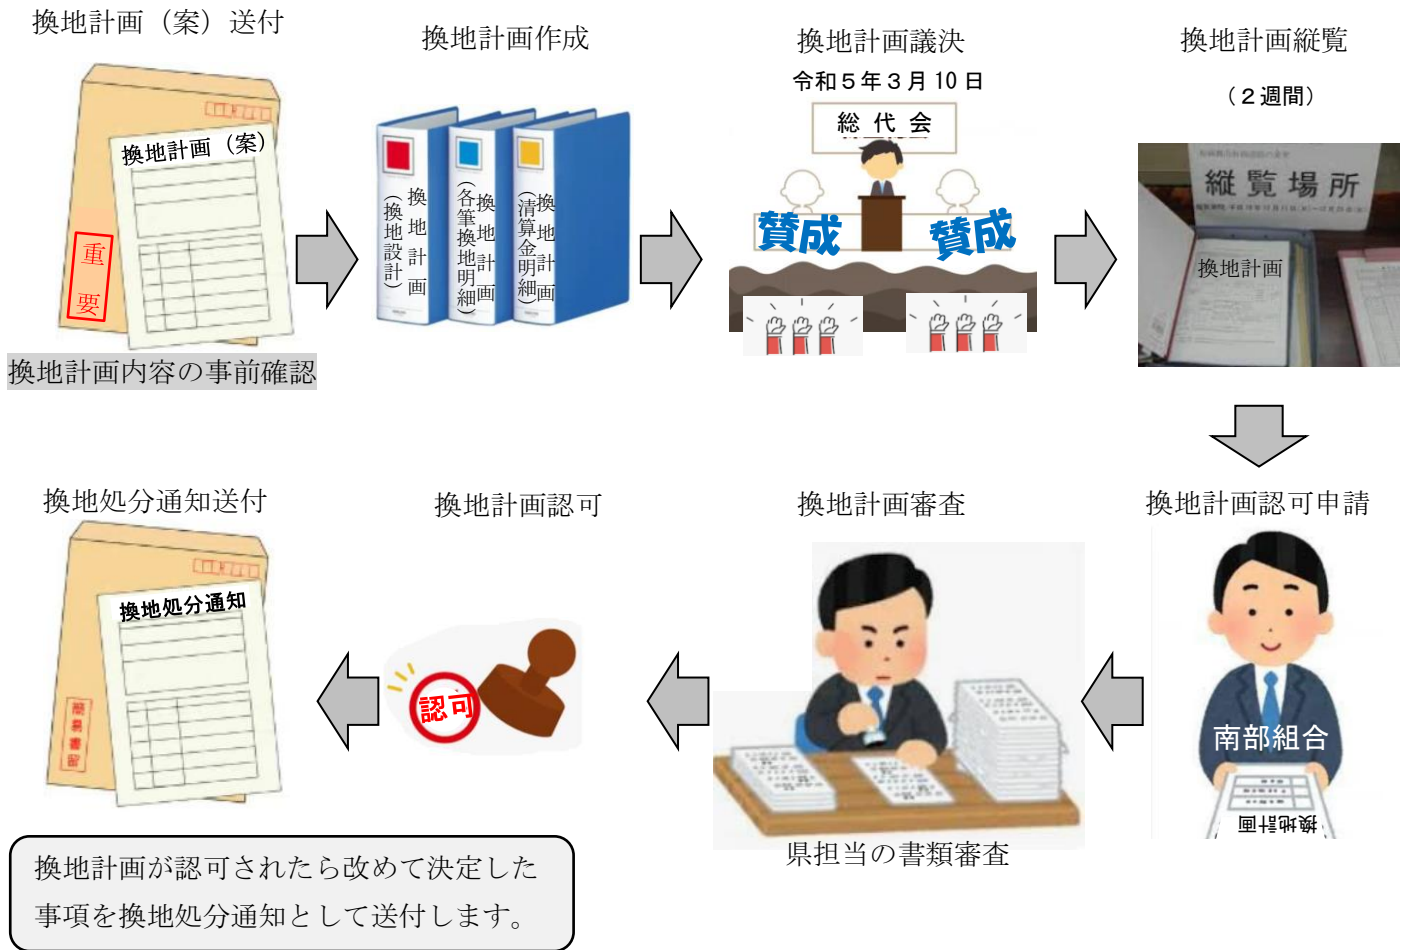 換地計画（案）送付
換地計画作成
換地計画議決
令和５年３月 10 日
換地計画縦覧
（２週間）
換地計画（案）
重要
換地計画
（換地設計）
換地計画
（各筆換地明細）
換地計画
（清算金明細）
総 代 会
賛成
賛成
縦覧場所
換地計画
換地計画内容の事前確認
換地計画認可申請
南部組合
換地計画
換地計画審査
県担当の書類審査
換地計画認可
認可
換地処分通知送付
換地処分通知
換地計画が認可されたら改めて決定した
事項を換地処分通知として送付します。